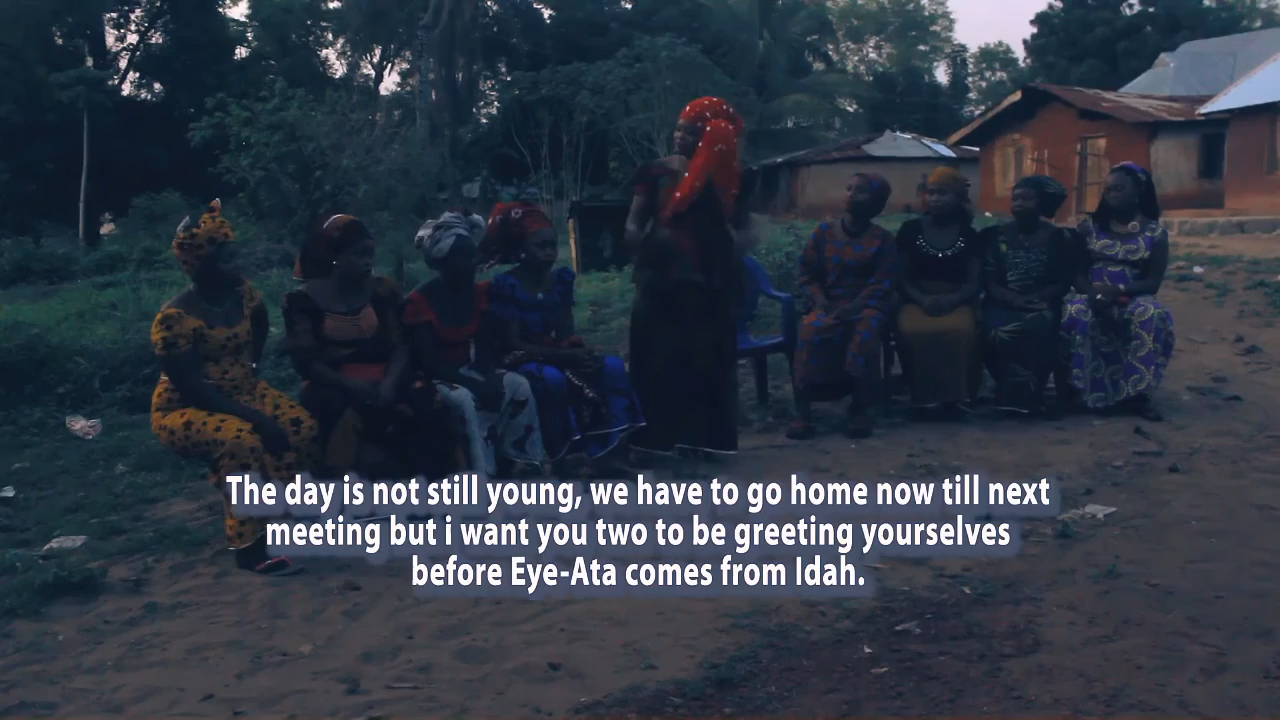 The day is not still young, we have to go home now till next
meeting but i want you two to be greeting yourselves
before Eye-Ata comes from Idah.